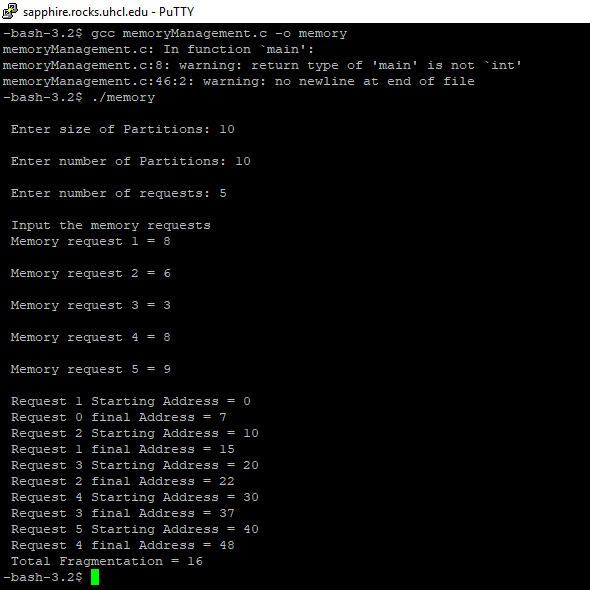 sapphire.rocks.uhcl.edu - PuTTY
-bash-3.2$ gcc memoryManagement.c -o memory
memoryManagement.c: In function `main':
memoryManagement.c:8: warning: return type of 'main' is not `int'
memoryManagement.c:46:2: warning: no newline at end of file
-bash-3.2$ ./memory
Enter size of Partitions: 10
Enter number of Partitions: 10
Enter number of requests: 5
Input the memory requests
Memory request 1 = 8
Memory request 2 = 6
Memory request 3 = 3
Memory request 4 = 8
Memory request 5 = 9
Request 1 Starting Address = 0
Request 0 final Address = 7
Request 2 Starting Address = 10
Request 1 final Address = 15
Request 3 Starting Address = 20
Request 2 final Address = 22
Request 4 Starting Address = 30
Request 3 final Address = 37
Request 5 Starting Address = 40
Request 4 final Address = 48
Total Fragmentation = 16
-bash-3.2$